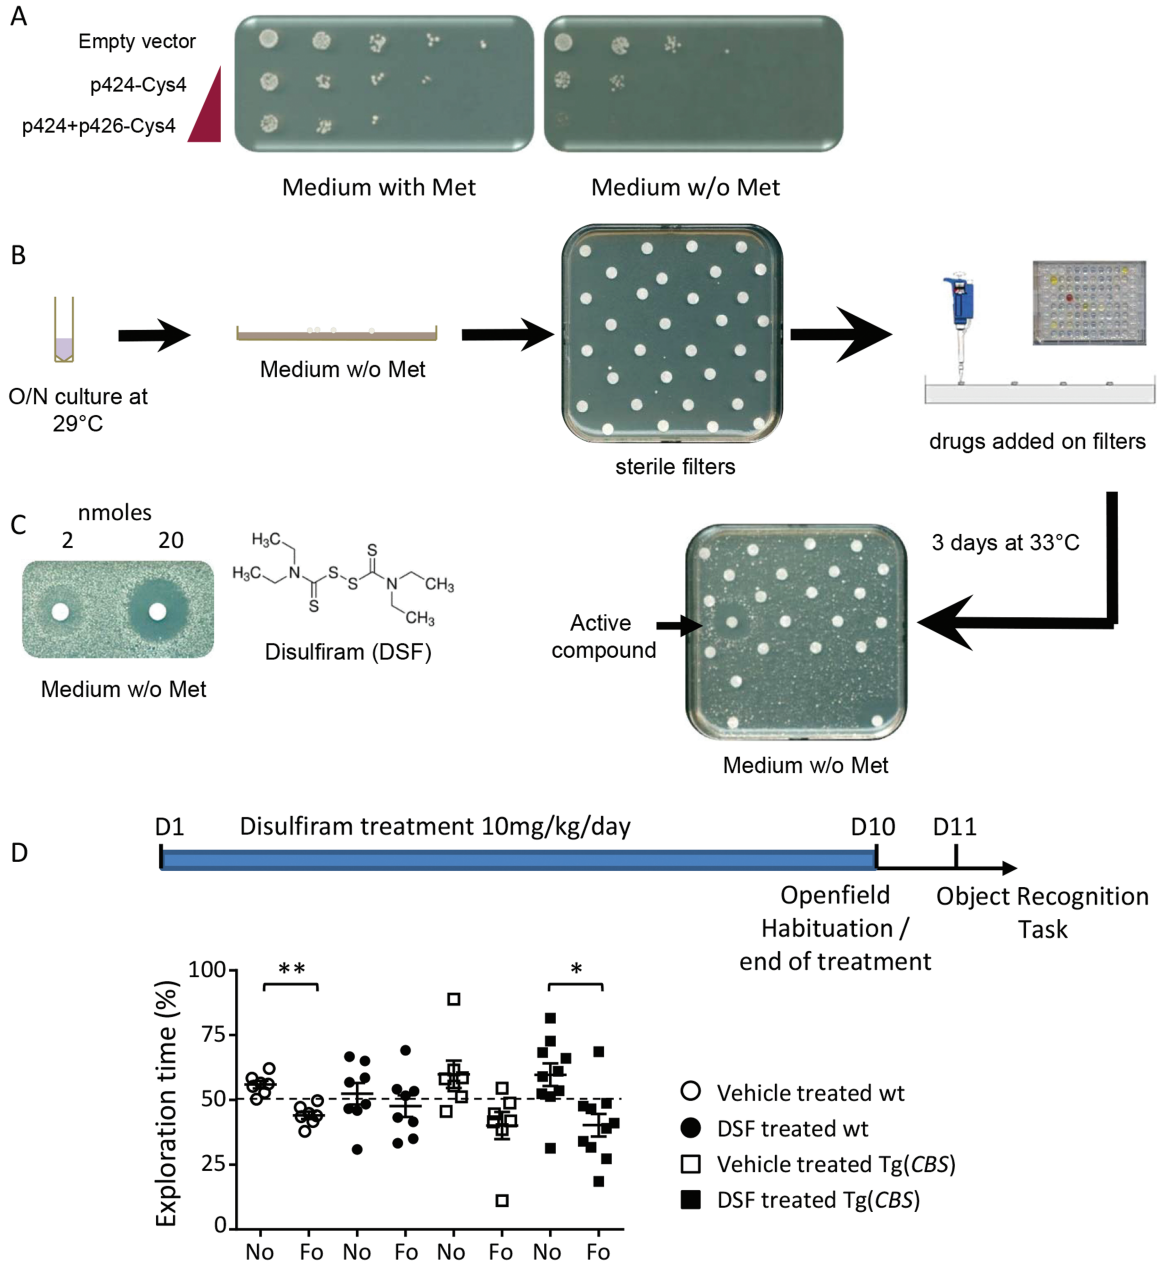 A
Empty vector
p424-Cys4
p424+p426-Cys4
Medium with Met
Medium w/o Met
B
O/N culture at
29°C
Medium w/o Met
sterile filters
drugs added on filters
3 days at 33°C
Active
compound
Medium w/o Met
C
nmoles
2 20
Medium w/o Met
H₃C
H₃C
N
S
S
S
S
N
CH₃
CH₃
Disulfiram (DSF)
D
D1
Disulfiram treatment 10mg/kg/day
D10
D11
Openfield
Habituation /
end of treatment
Object Recognition
Task
Exploration time (%)
100
75
50
25
0
**
*
No Fo No Fo No Fo No Fo
Vehicle treated wt
DSF treated wt
Vehicle treated Tg(CBS)
DSF treated Tg(CBS)